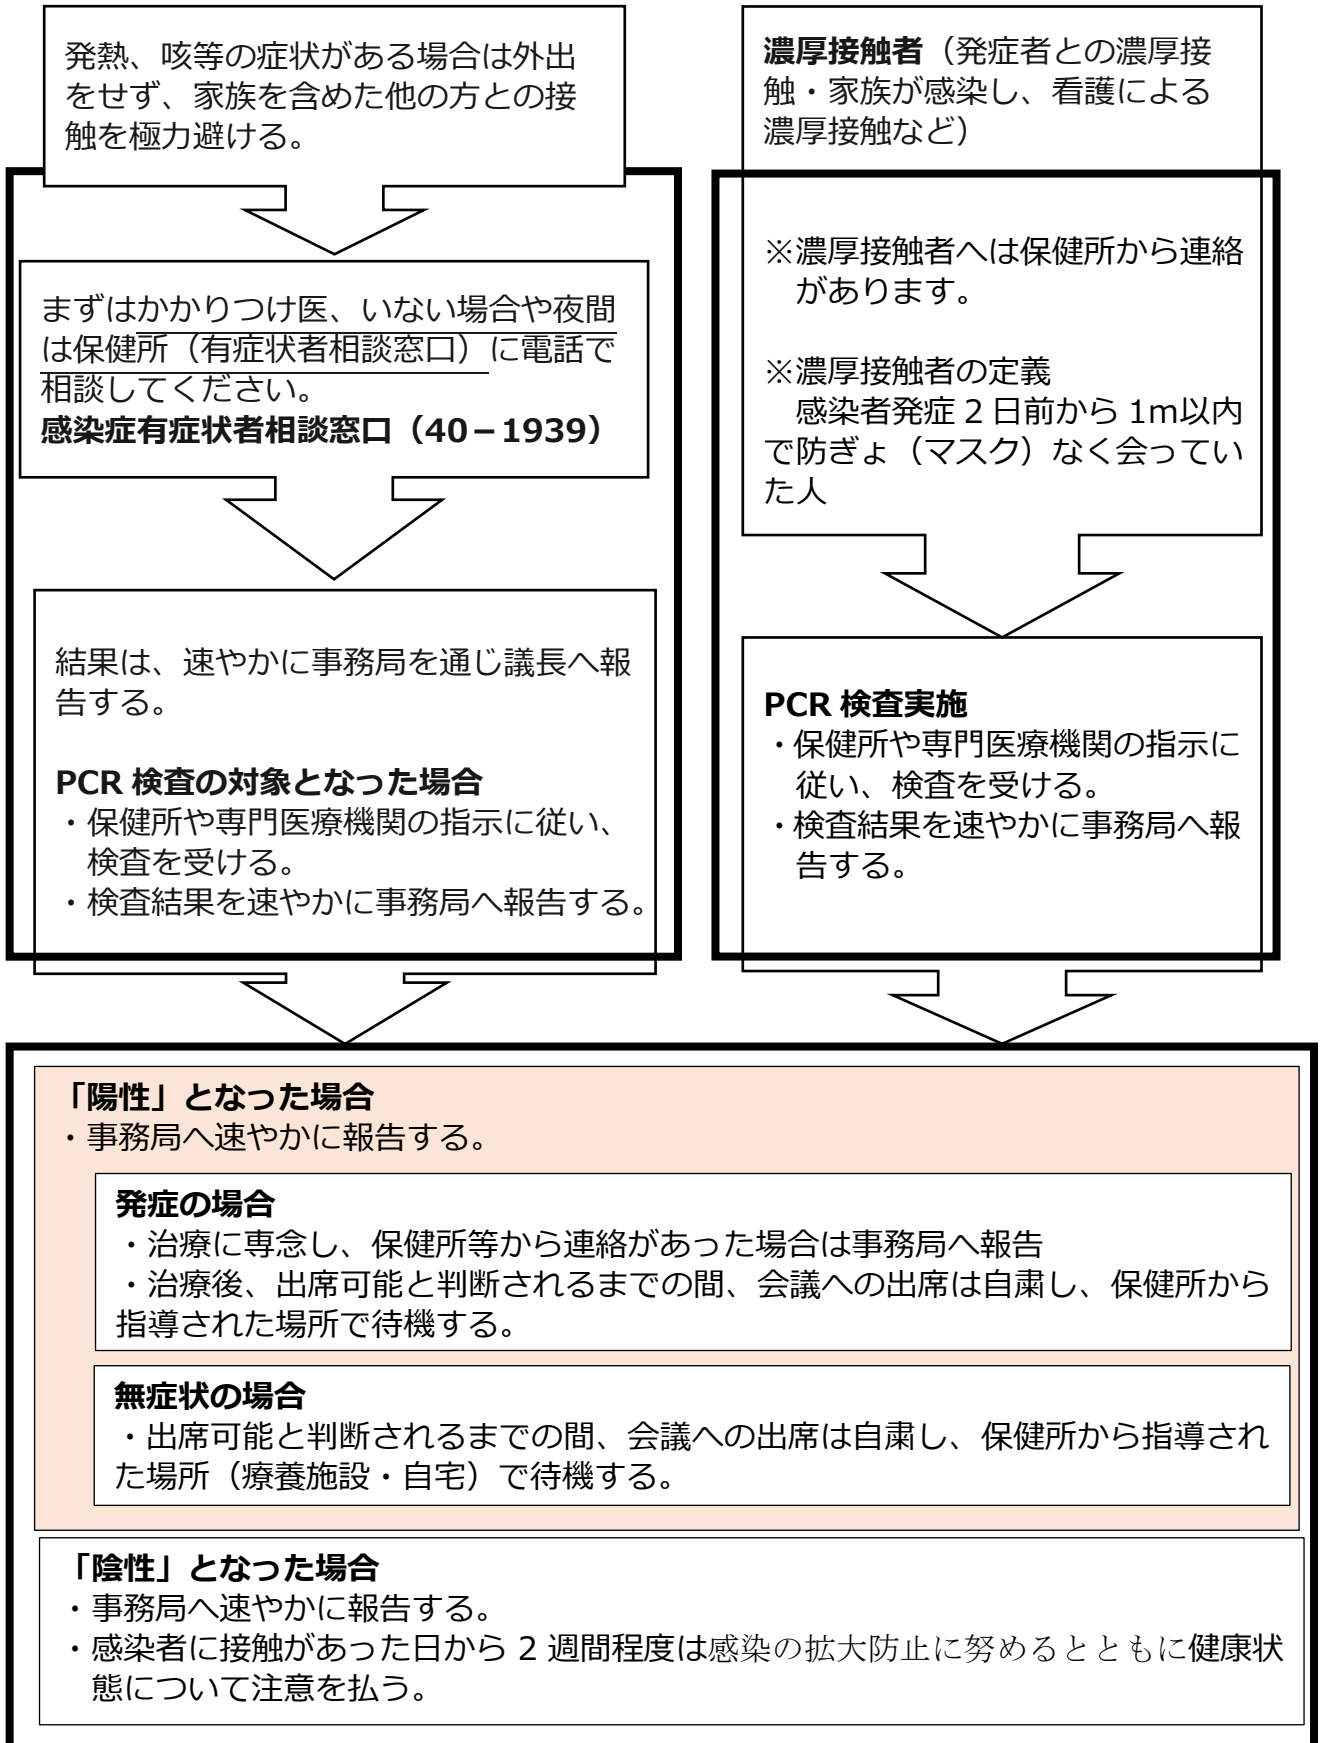 発熱、咳等の症状がある場合は外出
をせず、家族を含めた他の方との接
触を極力避ける。
まずはかかりつけ医、いない場合や夜間
は保健所（有症状者相談窓口）に電話で
相談してください。
感染症有症状者相談窓口（40－1939）
結果は、速やかに事務局を通じ議長へ報
告する。
PCR 検査の対象となった場合
・保健所や専門医療機関の指示に従い、
検査を受ける。
・検査結果を速やかに事務局へ報告する。
濃厚接触者（発症者との濃厚接
触・家族が感染し、看護による
濃厚接触など）
※濃厚接触者へは保健所から連絡
があります。
※濃厚接触者の定義
感染者発症 2 日前から 1m以内
で防ぎょ（マスク）なく会ってい
た人
PCR 検査実施
・保健所や専門医療機関の指示に
従い、検査を受ける。
・検査結果を速やかに事務局へ報
告する。
「陽性」となった場合
・事務局へ速やかに報告する。
発症の場合
・治療に専念し、保健所等から連絡があった場合は事務局へ報告
・治療後、出席可能と判断されるまでの間、会議への出席は自粛し、保健所から
指導された場所で待機する。
無症状の場合
・出席可能と判断されるまでの間、会議への出席は自粛し、保健所から指導され
た場所（療養施設・自宅）で待機する。
「陰性」となった場合
・事務局へ速やかに報告する。
・感染者に接触があった日から 2 週間程度は感染の拡大防止に努めるとともに健康状
態について注意を払う。